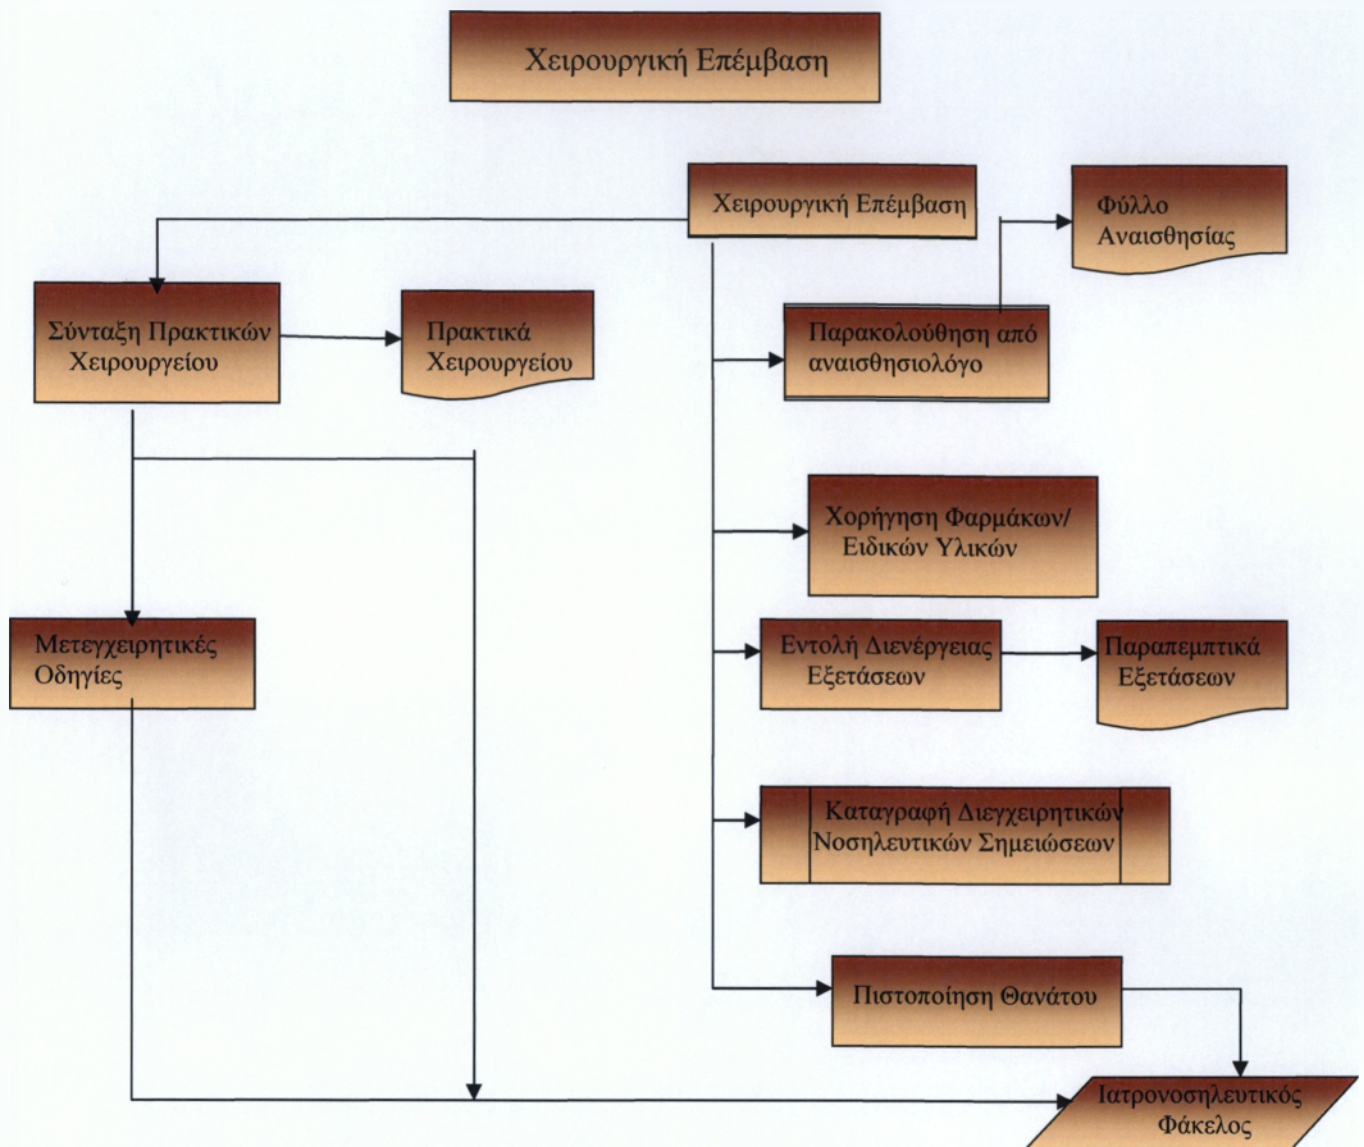 Χειρουργική Επέμβαση
Χειρουργική Επέμβαση
Φύλλο
Αναισθησίας
Σύνταξη Πρακτικών
Χειρουργείου
Πρακτικά
Χειρουργείου
Παρακολούθηση από
αναισθησιολόγο
Χορήγηση Φαρμάκων/
Ειδικών Υλικών
Μετεγχειρητικές
Οδηγίες
Εντολή Διενέργειας
Εξετάσεων
Παραπεμπτικά
Εξετάσεων
Καταγραφή Διεγχειρητικών
Νοσηλευτικών Σημειώσεων
Πιστοποίηση Θανάτου
Ιατρονοσηλευτικός
Φάκελος